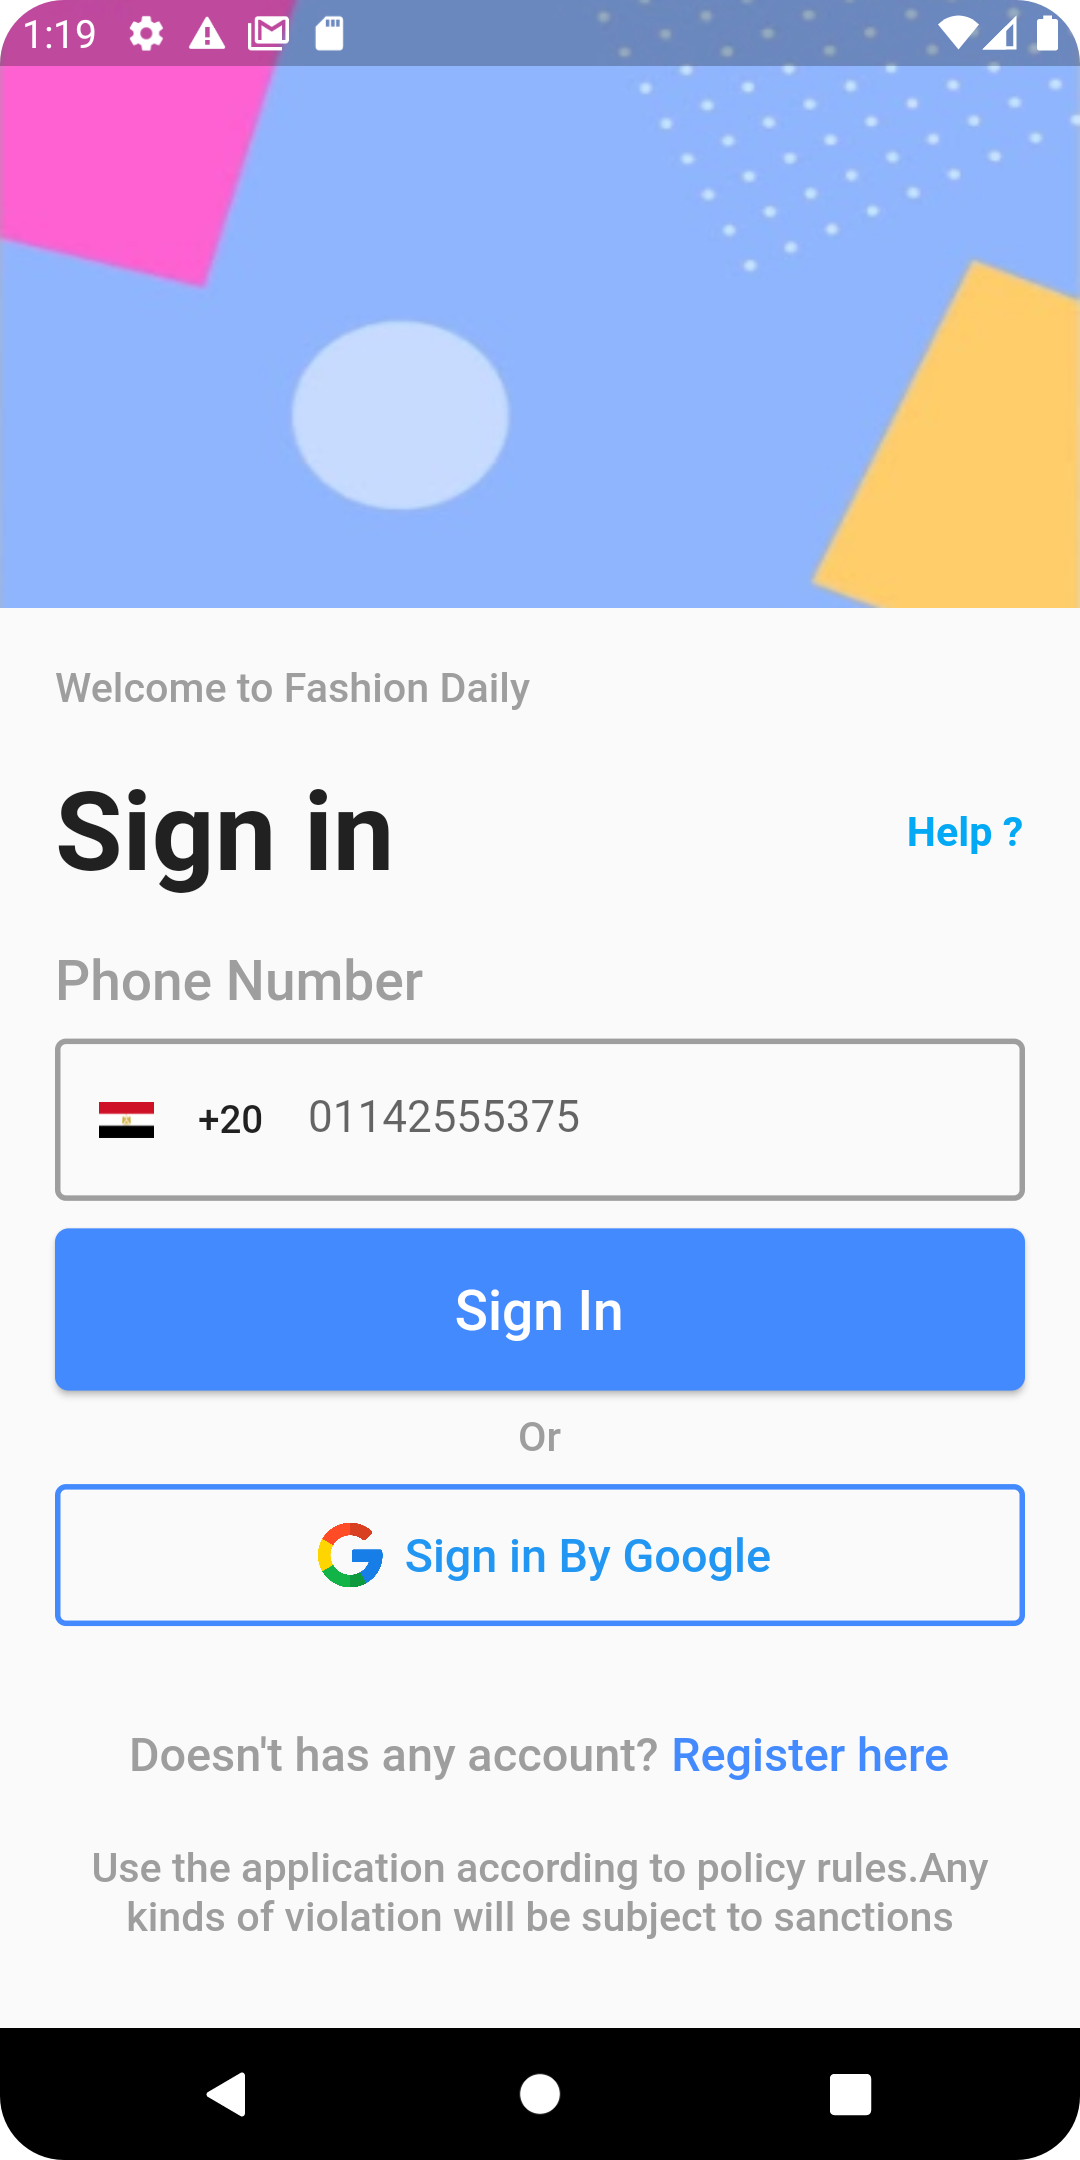 1:19
Welcome to Fashion Daily
Sign in
Help ?
Phone Number
+20 01142555375
Sign In
Or
Sign in By Google
Doesn't has any account? Register here
Use the application according to policy rules.Any
kinds of violation will be subject to sanctions